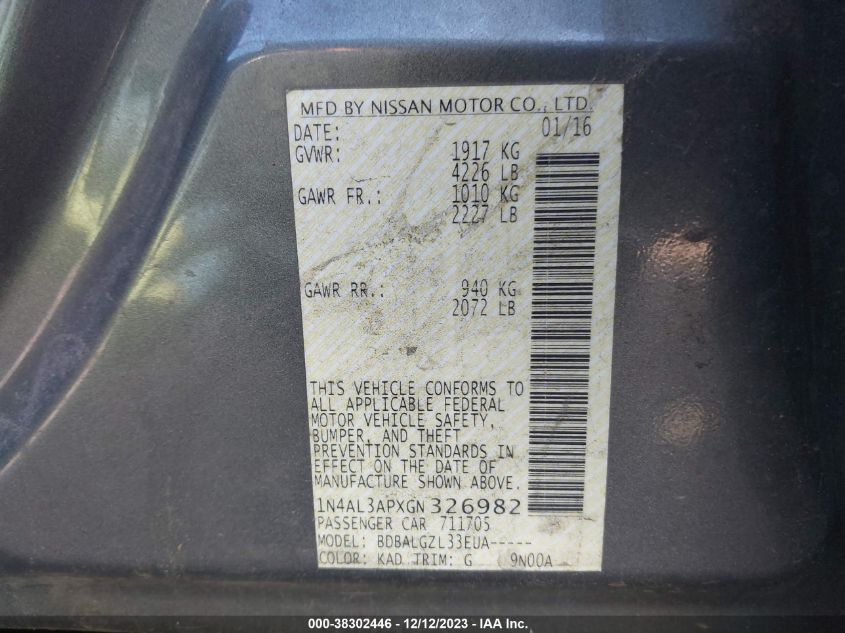 MFD BY NISSAN MOTOR CO., LTD.
DATE: 01/16
GVWR: 1917 KG
4226 LB
GAWR FR.: 1010 KG
2227 LB
GAWR RR.: 940 KG
2072 LB
THIS VEHICLE CONFORMS TO
ALL APPLICABLE FEDERAL
MOTOR VEHICLE SAFETY,
BUMPER, AND THEFT
PREVENTION STANDARDS IN
EFFECT ON THE DATE OF
MANUFACTURE SHOWN ABOVE.
1N4AL3APXGN326982
PASSENGER CAR 711705
MODEL: BDBALGZL33EUA-----
COLOR: KAD TRIM: G 9N00A
000-38302446 - 12/12/2023 - IAA Inc.